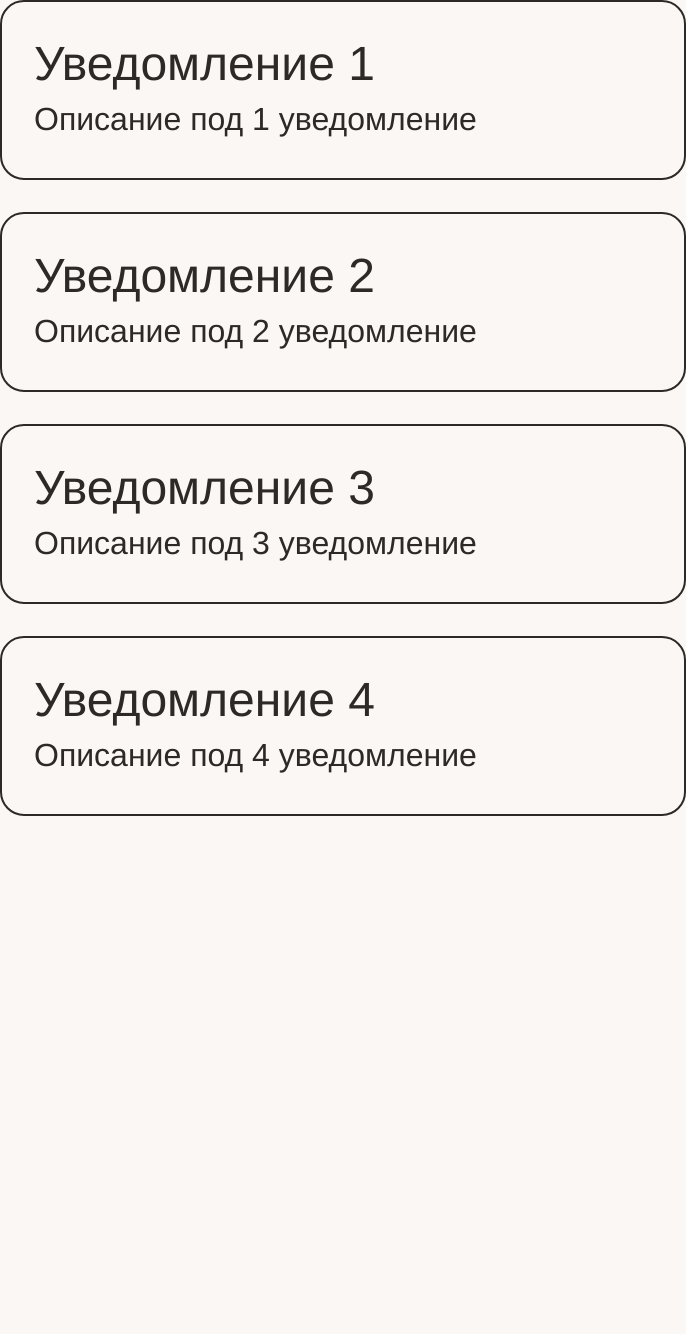 Уведомление 1
Описание под 1 уведомление
Уведомление 2
Описание под 2 уведомление
Уведомление 3
Описание под 3 уведомление
Уведомление 4
Описание под 4 уведомление